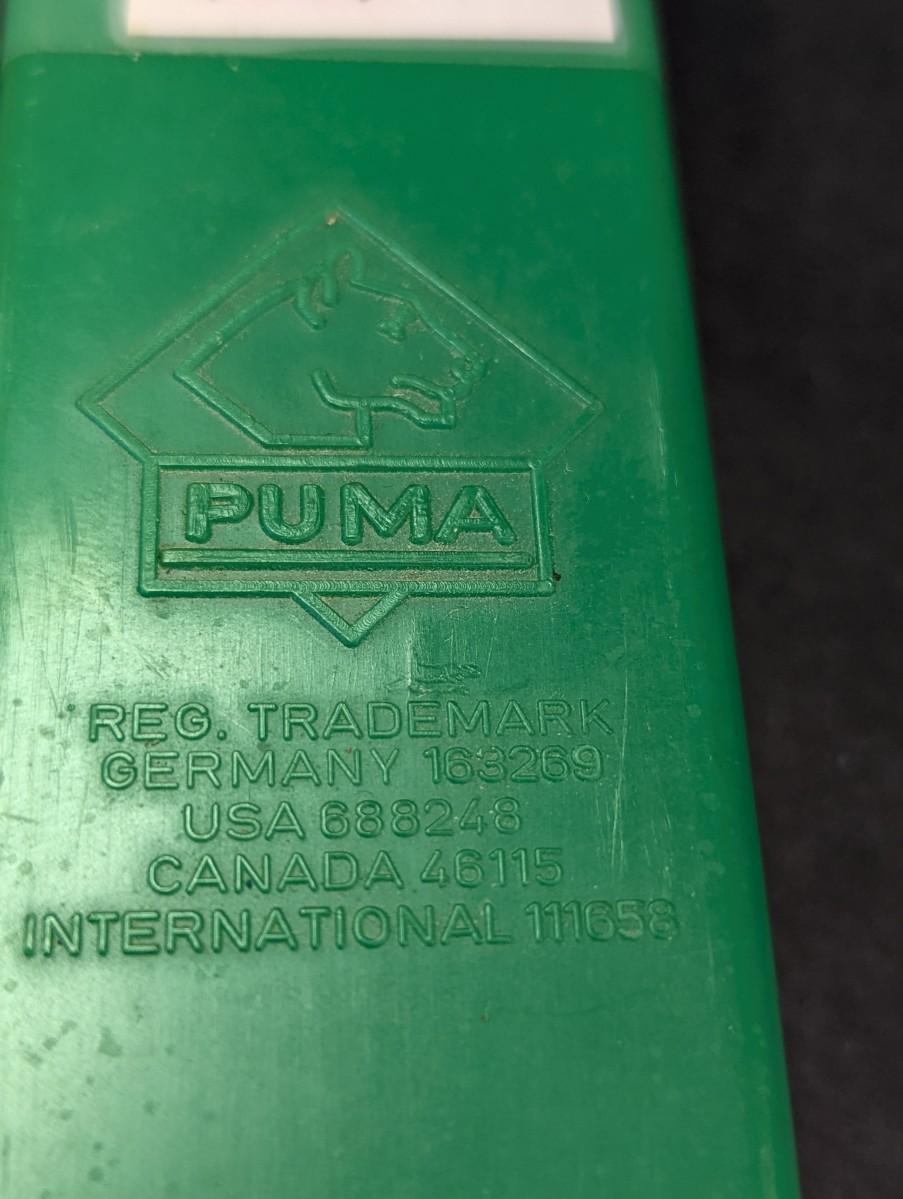 PUMA
REG. TRADEMARK
GERMANY 163269
USA 688248
CANADA 46115
INTERNATIONAL 111658